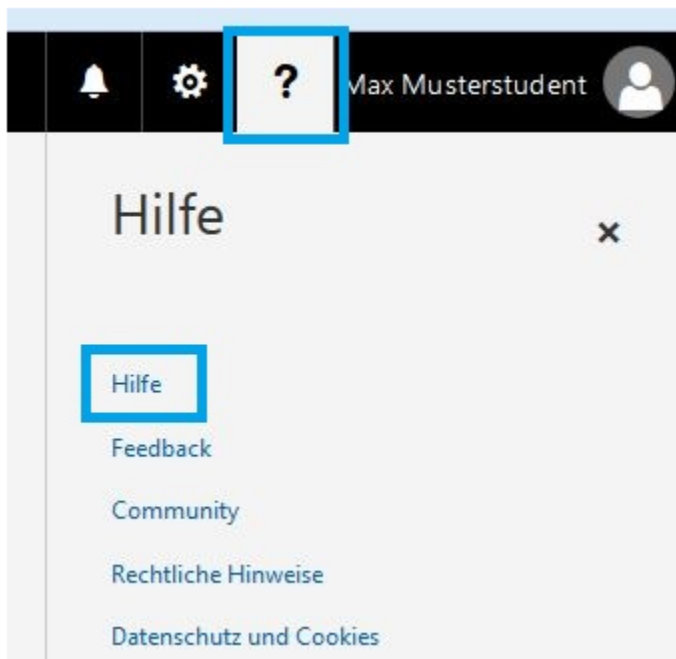 ? Max Musterstudent
Hilfe
×
Hilfe
Feedback
Community
Rechtliche Hinweise
Datenschutz und Cookies